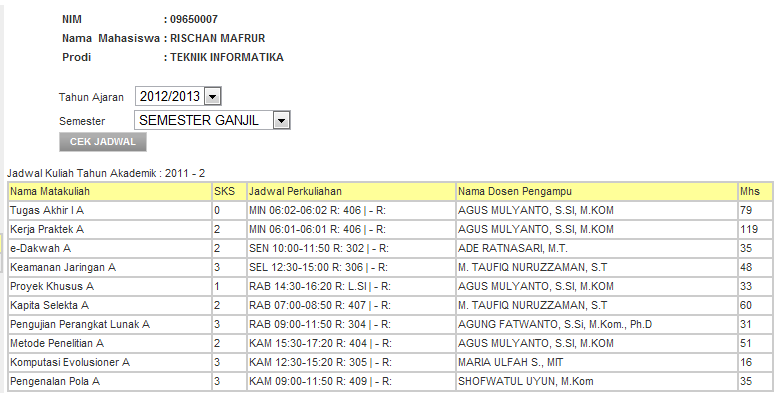 NIM : 09650007
Nama Mahasiswa : RISCHAN MAFRUR
Prodi : TEKNIK INFORMATIKA
Tahun Ajaran 2012/2013
Semester SEMESTER GANJIL
CEK JADWAL
Jadwal Kuliah Tahun Akademik : 2011 - 2
Nama Matakuliah SKS Jadwal Perkuliahan Nama Dosen Pengampu Mhs
Tugas Akhir I A 0 MIN 06:02-06:02 R: 406 | - R: AGUS MULYANTO, S.SI, M.KOM 79
Kerja Praktek A 2 MIN 06:01-06:01 R: 406 | - R: AGUS MULYANTO, S.SI, M.KOM 119
e-Dakwah A 2 SEN 10:00-11:50 R: 302 | - R: ADE RATNASARI, M.T. 35
Keamanan Jaringan A 3 SEL 12:30-15:00 R: 306 | - R: M. TAUFIQ NURUZZAMAN, S.T 48
Proyek Khusus A 1 RAB 14:30-16:20 R: L.SI | - R: AGUS MULYANTO, S.SI, M.KOM 33
Kapita Selekta A 2 RAB 07:00-08:50 R: 407 | - R: M. TAUFIQ NURUZZAMAN, S.T 60
Pengujian Perangkat Lunak A 3 RAB 09:00-11:50 R: 304 | - R: AGUNG FATWANTO, S.Si, M.Kom., Ph.D 31
Metode Penelitian A 2 KAM 15:30-17:20 R: 404 | - R: AGUS MULYANTO, S.SI, M.KOM 51
Komputasi Evolusioner A 3 KAM 12:30-15:20 R: 305 | - R: MARIA ULFAH S., MIT 16
Pengenalan Pola A 3 KAM 09:00-11:50 R: 409 | - R: SHOFWATUL UYUN, M.Kom 35